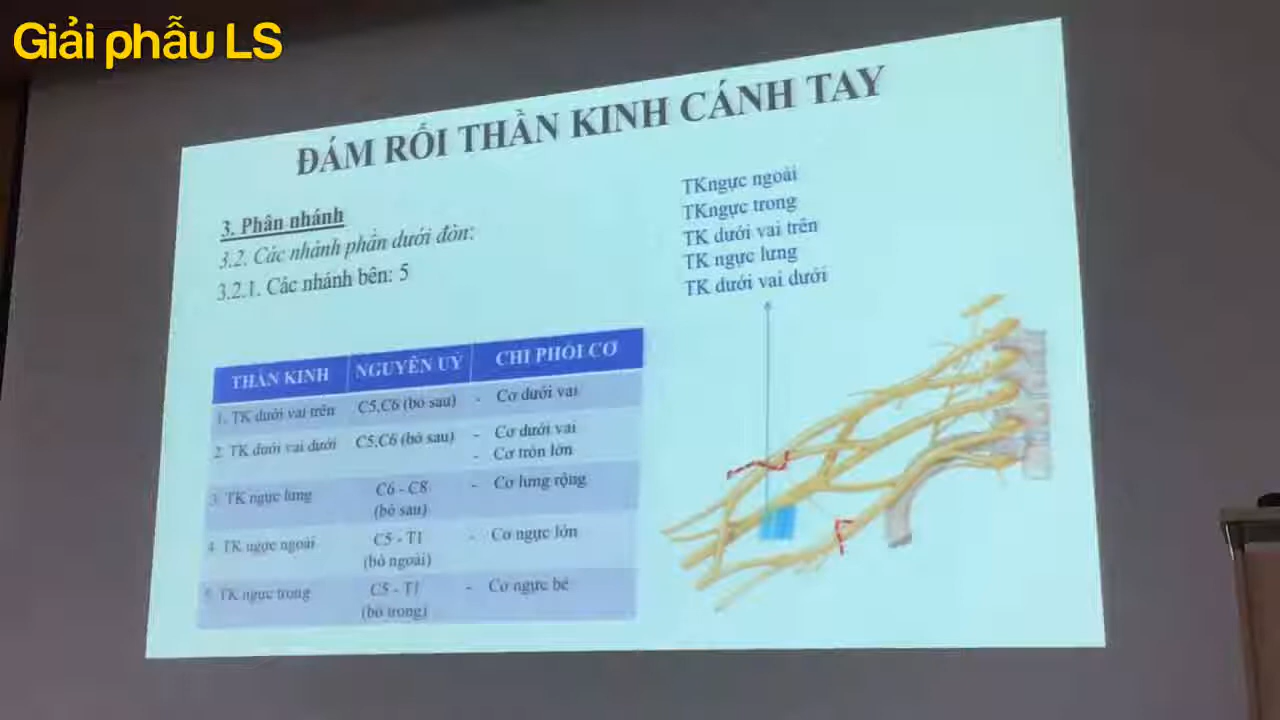 Giải phẫu LS
ĐÁM RỐI THẦN KINH CÁNH TAY
3. Phân nhánh
3.2. Các nhánh phần dưới đòn:
3.2.1. Các nhánh bên: 5
TKngực ngoài
TKngực trong
TK dưới vai trên
TK ngực lưng
TK dưới vai dưới
THẦN KINH NGUYÊN UỶ CHI PHỐI CƠ
1. TK dưới vai trên C5,C6 (bó sau) - Cơ dưới vai
2. TK dưới vai dưới C5,C6 (bó sau) - Cơ dưới vai
- Cơ tròn lớn
3. TK ngực lưng C6 - C8 - Cơ lưng rộng
(bó sau)
4. TK ngực ngoài C5 - T1 - Cơ ngực lớn
(bó ngoài)
5. TK ngực trong C5 - T1 - Cơ ngực bé
(bó trong)